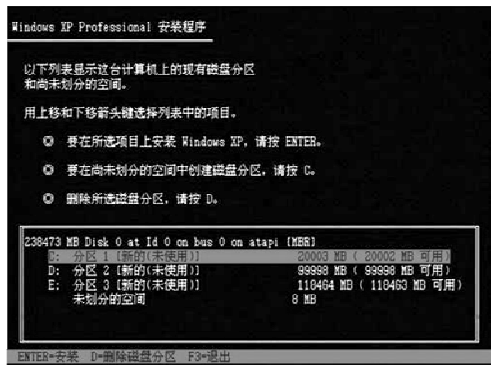 Windows XP Professional 安装程序
以下列表显示这台计算机上的现有磁盘分区
和尚未划分的空间。
用上移和下移箭头键选择列表中的项目。
◎ 要在所选项目上安装 Windows XP，请按 ENTER。
◎ 要在尚未划分的空间中创建磁盘分区，请按 C。
◎ 删除所选磁盘分区，请按 D。
238473 MB Disk 0 at Id 0 on bus 0 on atapi [MBR]
C: 分区 1 [新的(未使用)] 20003 MB ( 20002 MB 可用)
D: 分区 2 [新的(未使用)] 99998 MB ( 99998 MB 可用)
E: 分区 3 [新的(未使用)] 118464 MB ( 118463 MB 可用)
未划分的空间 8 MB
ENTER=安装 D=删除磁盘分区 F3=退出